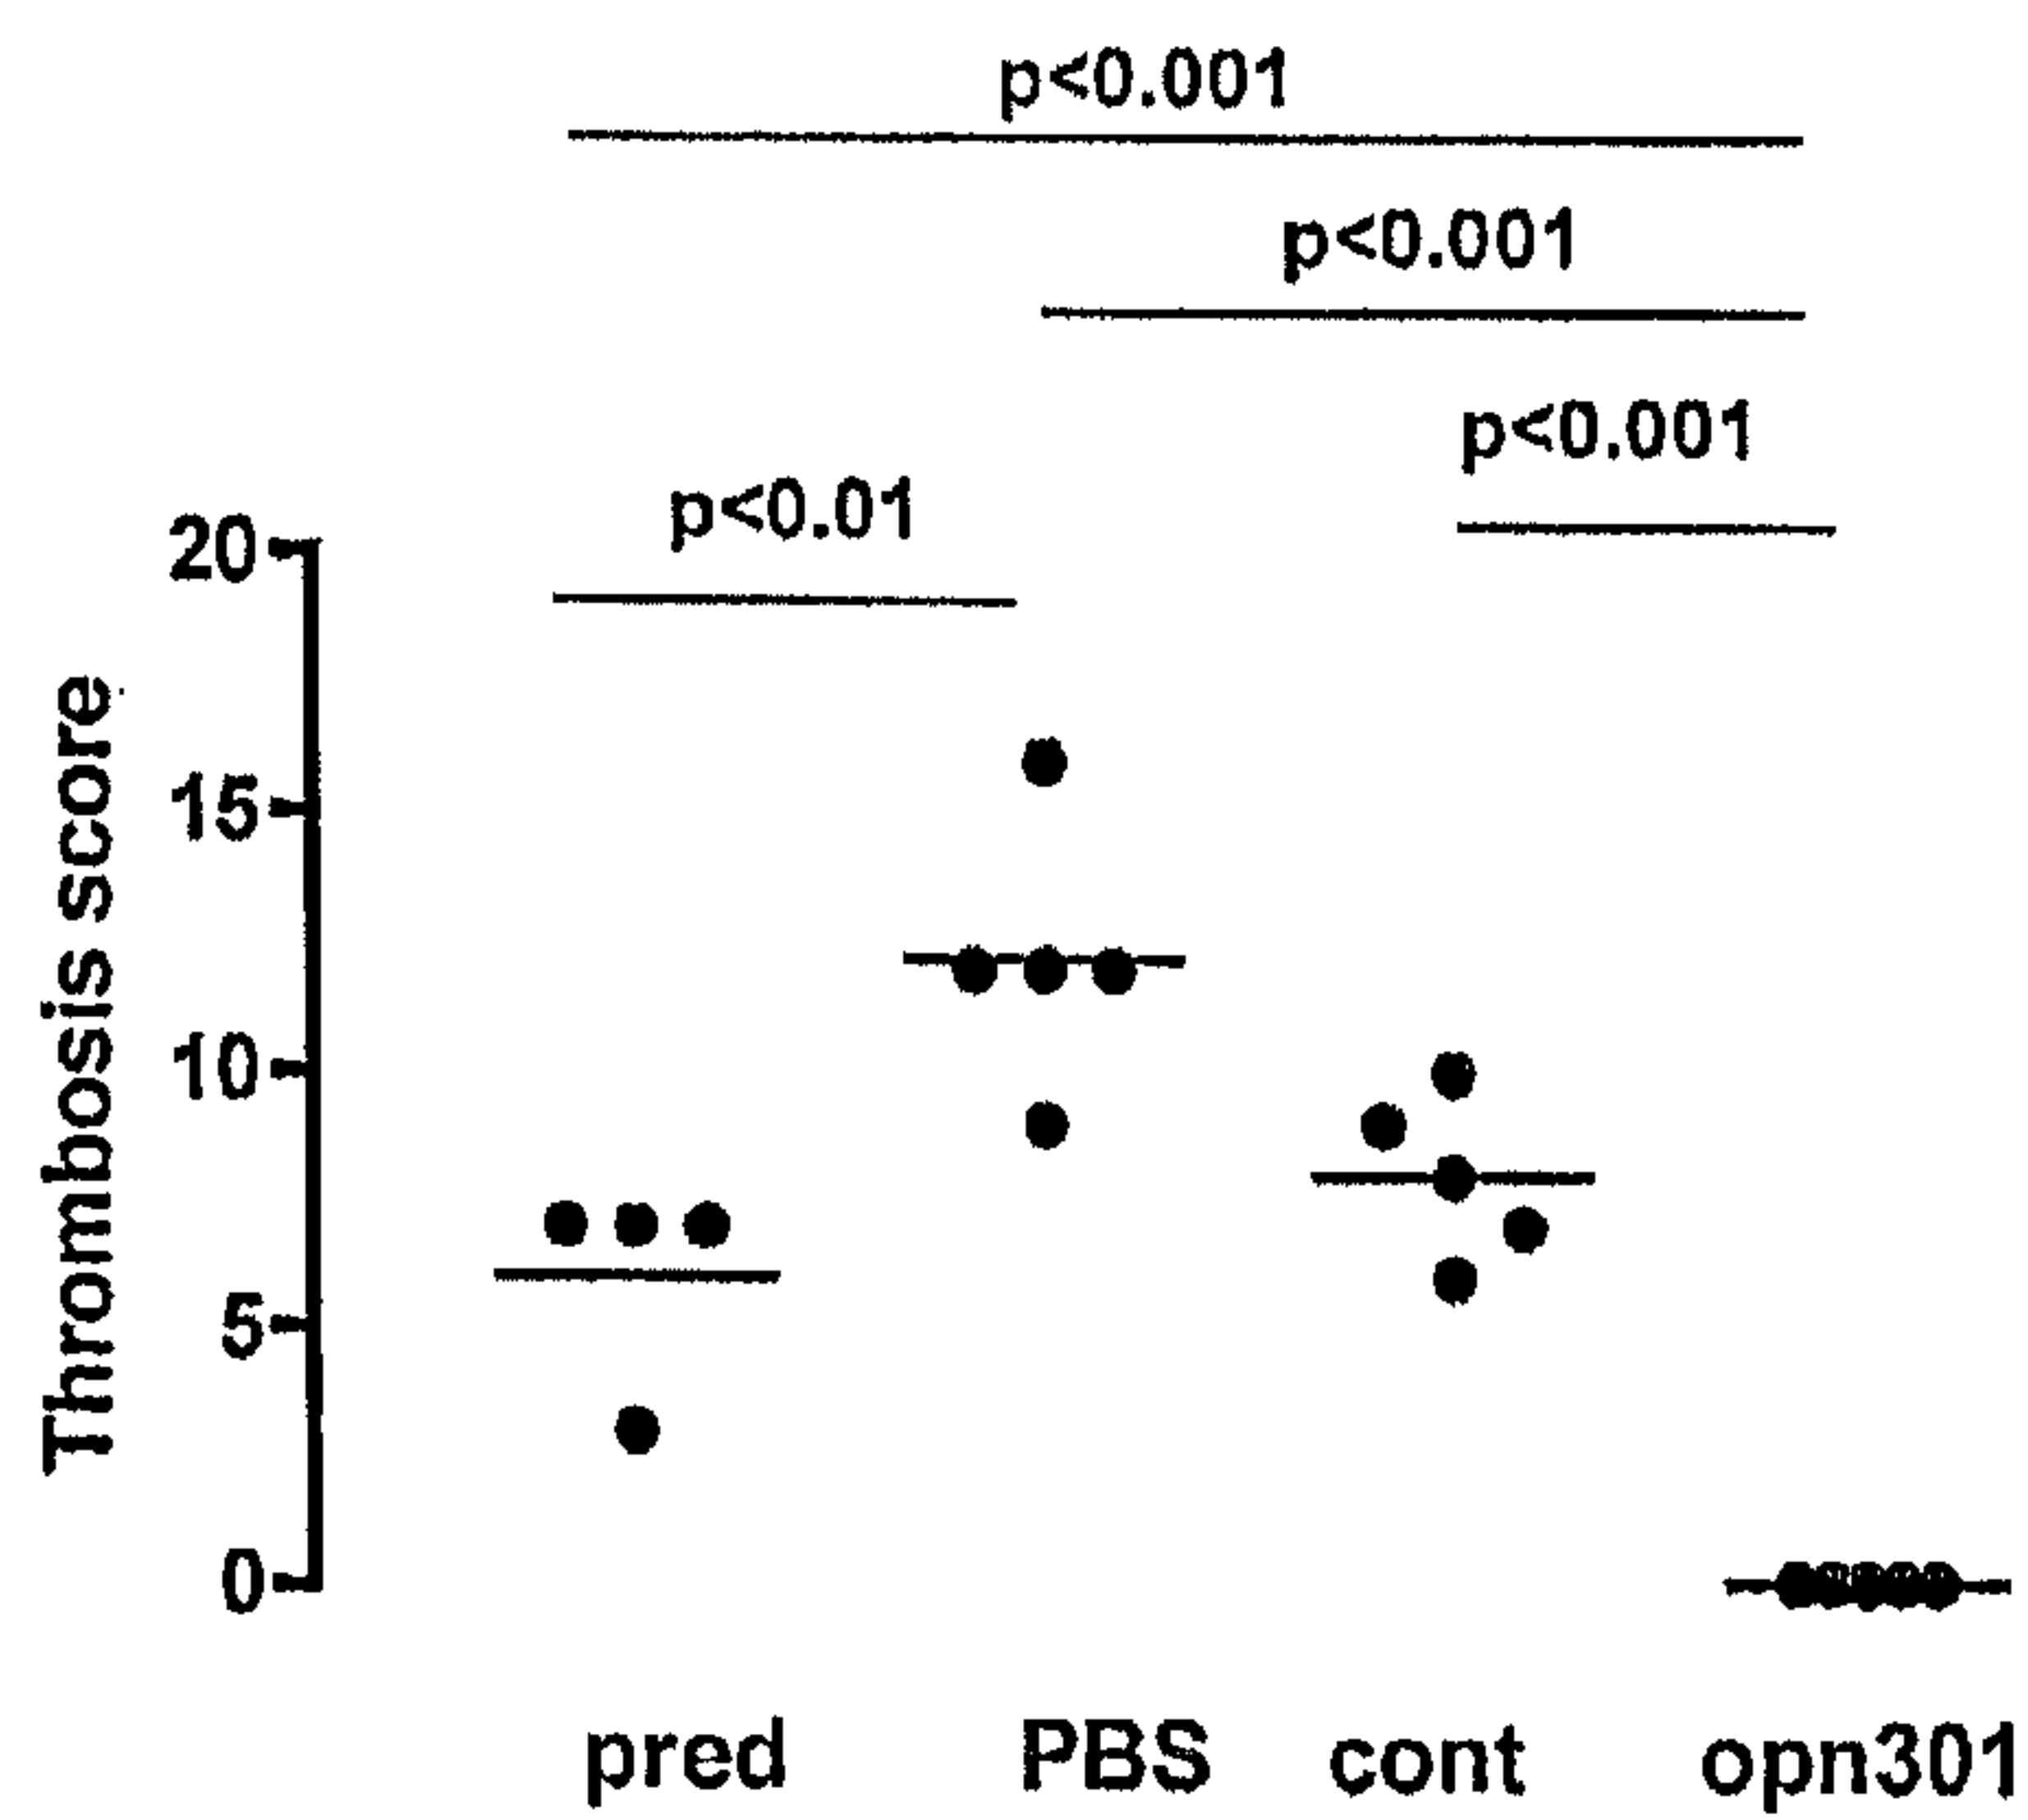 p<0.001
p<0.001
p<0.001
p<0.01
20
15
10
5
0
Thrombosis score
pred PBS cont opn301